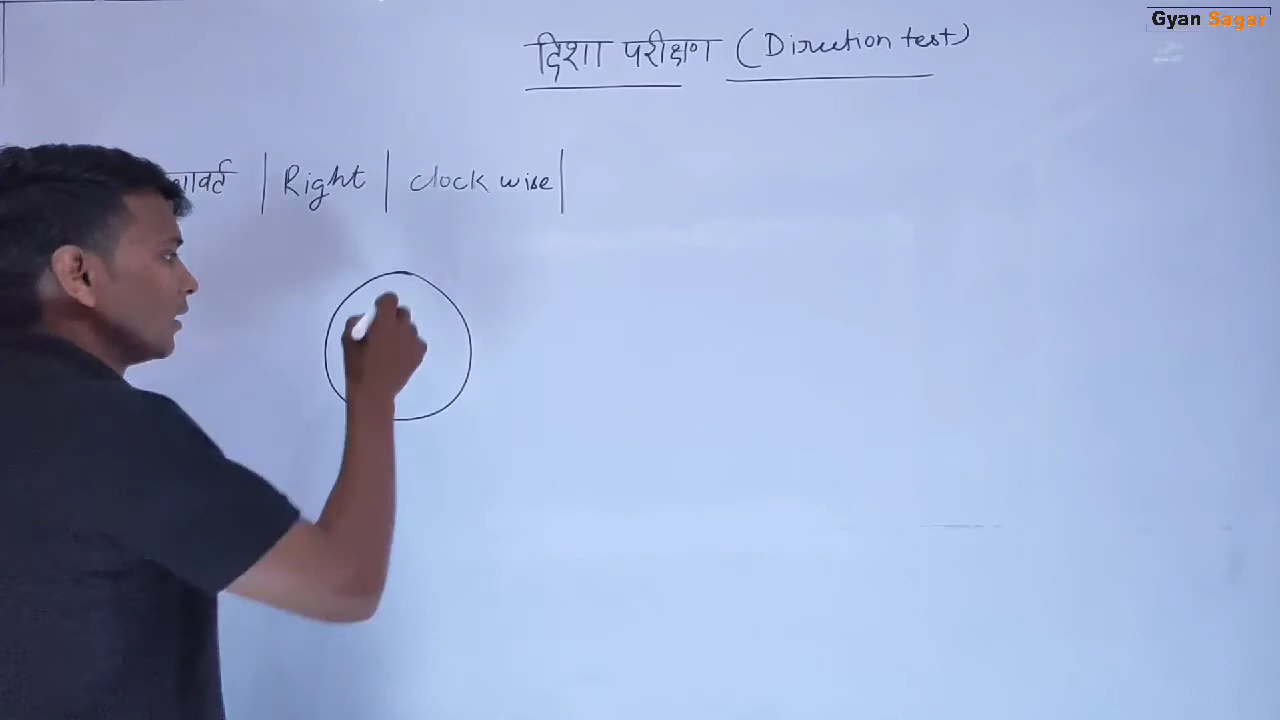 Gyan Sagar
दिशा परीक्षण (Direction test)
| Right | clock wise |